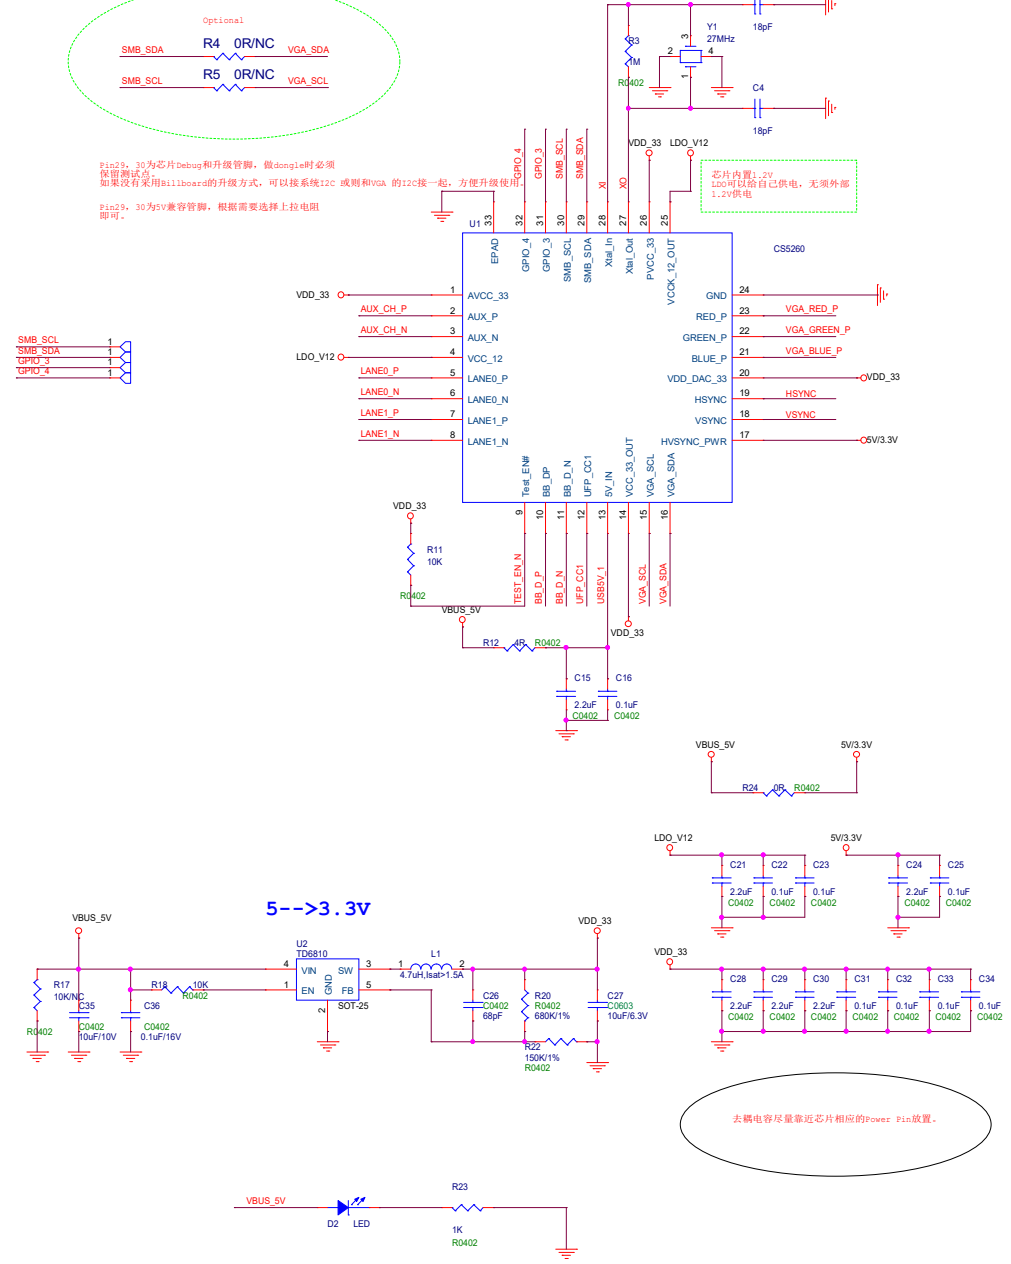 Optional
R4 0R/NC
SMB_SDA VGA_SDA
R5 0R/NC
SMB_SCL VGA_SCL
18pF
Y1
27MHz
R3
1M
R0402
3
2
4
1
C4
18pF
Pin29, 30为芯片Debug和升级管脚, 做dongle时必须
保留测试点。
如果没有采用Billboard的升级方式, 可以接系统I2C 或则和VGA 的I2C接一起, 方便升级使用。
Pin29, 30为5V兼容管脚, 根据需要选择上拉电阻
即可。
VDD_33 LDO_V12
芯片内置1.2V
LDO可以给自己供电, 无须外部
1.2V供电
GPIO_4
GPIO_3
SMB_SCL
SMB_SDA
XI
XO
U1
CS5260
33 32 31 30 29 28 27 26 25
EPAD
GPIO_4
GPIO_3
SMB_SCL
SMB_SDA
Xtal_In
Xtal_Out
PVCC_33
VCCK_12_OUT
VDD_33 1 AVCC_33
AUX_CH_P 2 AUX_P
AUX_CH_N 3 AUX_N
LDO_V12 4 VCC_12
LANE0_P 5 LANE0_P
LANE0_N 6 LANE0_N
LANE1_P 7 LANE1_P
LANE1_N 8 LANE1_N
GND 24
RED_P 23 VGA_RED_P
GREEN_P 22 VGA_GREEN_P
BLUE_P 21 VGA_BLUE_P
VDD_DAC_33 20 VDD_33
HSYNC 19 HSYNC
VSYNC 18 VSYNC
HVSYNC_PWR 17 5V/3.3V
SMB_SCL 1
SMB_SDA 1
GPIO_3 1
GPIO_4 1
Test_EN#
BB_DP
BB_D_N
UFP_CC1
5V_IN
VCC_33_OUT
VGA_SCL
VGA_SDA
9 10 11 12 13 14 15 16
TEST_EN_N
BB_D_P
BB_D_N
UFP_CC1
USB5V_1
VGA_SCL
VGA_SDA
VDD_33
R11
10K
R0402
VBUS_5V
VDD_33
R12 4R R0402
C15
2.2uF
C0402
C16
0.1uF
C0402
VBUS_5V 5V/3.3V
R24 0R R0402
LDO_V12
C21
2.2uF
C0402
C22
0.1uF
C0402
C23
0.1uF
C0402
5V/3.3V
C24
2.2uF
C0402
C25
0.1uF
C0402
5-->3.3V
VBUS_5V
R17
10K/NC
R0402
C35
C0402
10uF/10V
C36
C0402
0.1uF/16V
R18 10K
R0402
U2
TD6810
4 VIN SW 3
1 EN FB 5
GND
2
SOT-25
L1
1 2
4.7uH,Isat>1.5A
VDD_33
C26
C0402
68pF
R20
R0402
680K/1%
C27
C0603
10uF/6.3V
R22
150K/1%
R0402
VDD_33
C28
2.2uF
C0402
C29
2.2uF
C0402
C30
2.2uF
C0402
C31
0.1uF
C0402
C32
0.1uF
C0402
C33
0.1uF
C0402
C34
0.1uF
C0402
去耦电容尽量靠近芯片相应的Power Pin放置。
VBUS_5V
D2 LED
R23
1K
R0402